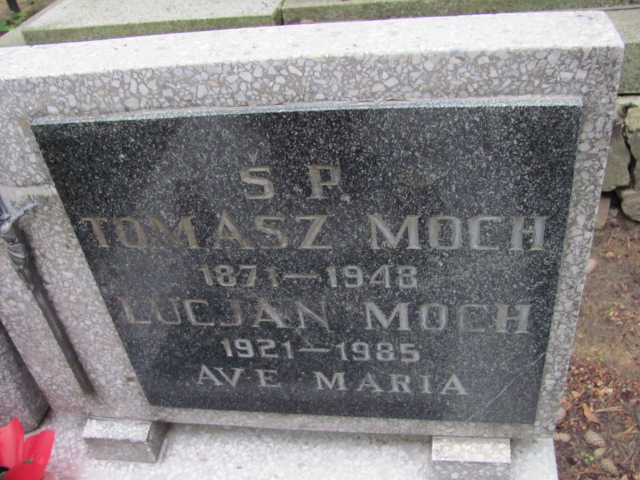 Ś.P.
TOMASZ MOCH
1871–1948
LUCJAN MOCH
1921–1985
AVE MARIA